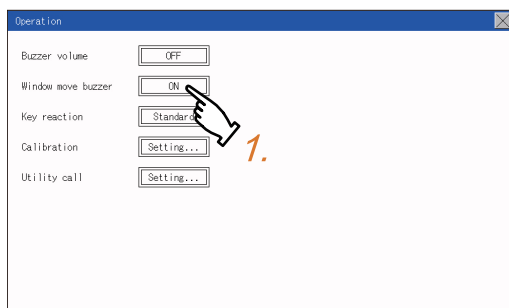 Operation
Buzzer volume OFF
Window move buzzer ON
Key reaction Standard
Calibration Setting...
Utility call Setting...
1.